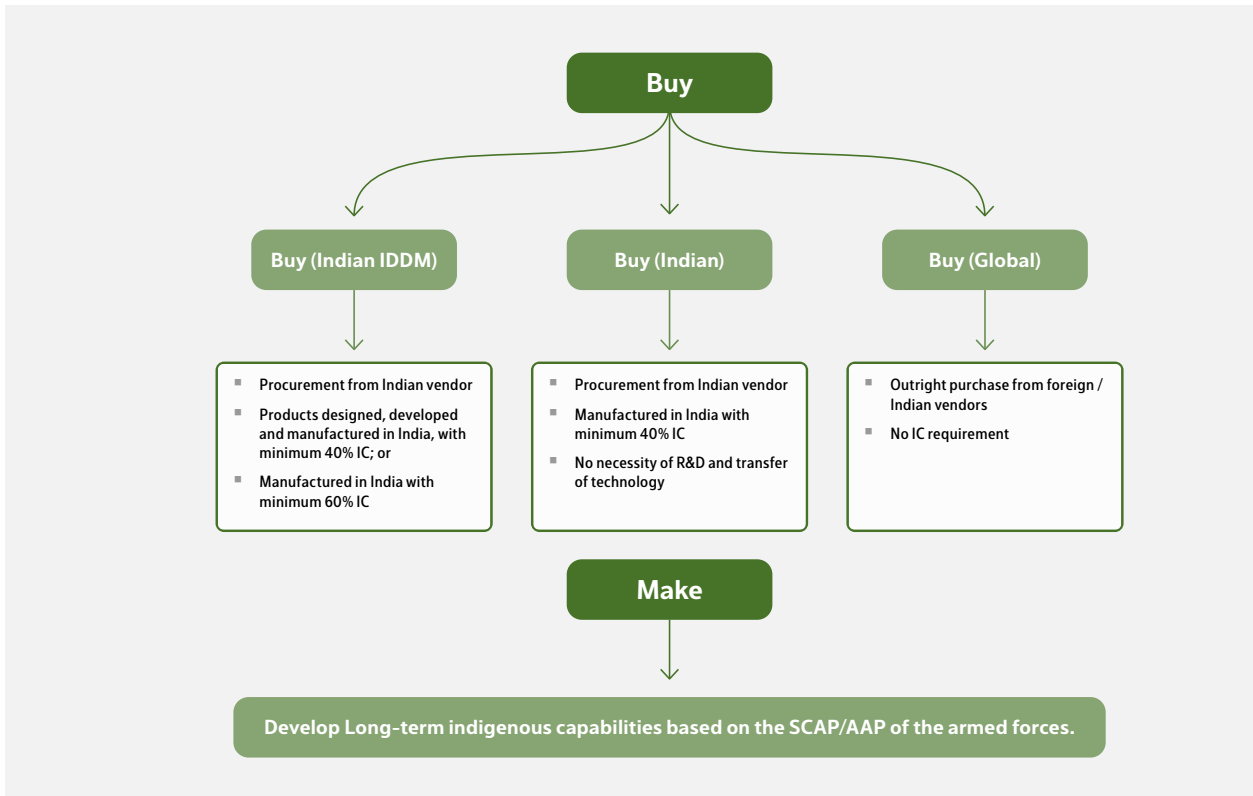 Buy
Buy (Indian IDDM)
Buy (Indian)
Buy (Global)
▪ Procurement from Indian vendor
▪ Products designed, developed
and manufactured in India, with
minimum 40% IC; or
▪ Manufactured in India with
minimum 60% IC
▪ Procurement from Indian vendor
▪ Manufactured in India with
minimum 40% IC
▪ No necessity of R&D and transfer
of technology
▪ Outright purchase from foreign /
Indian vendors
▪ No IC requirement
Make
Develop Long-term indigenous capabilities based on the SCAP/AAP of the armed forces.